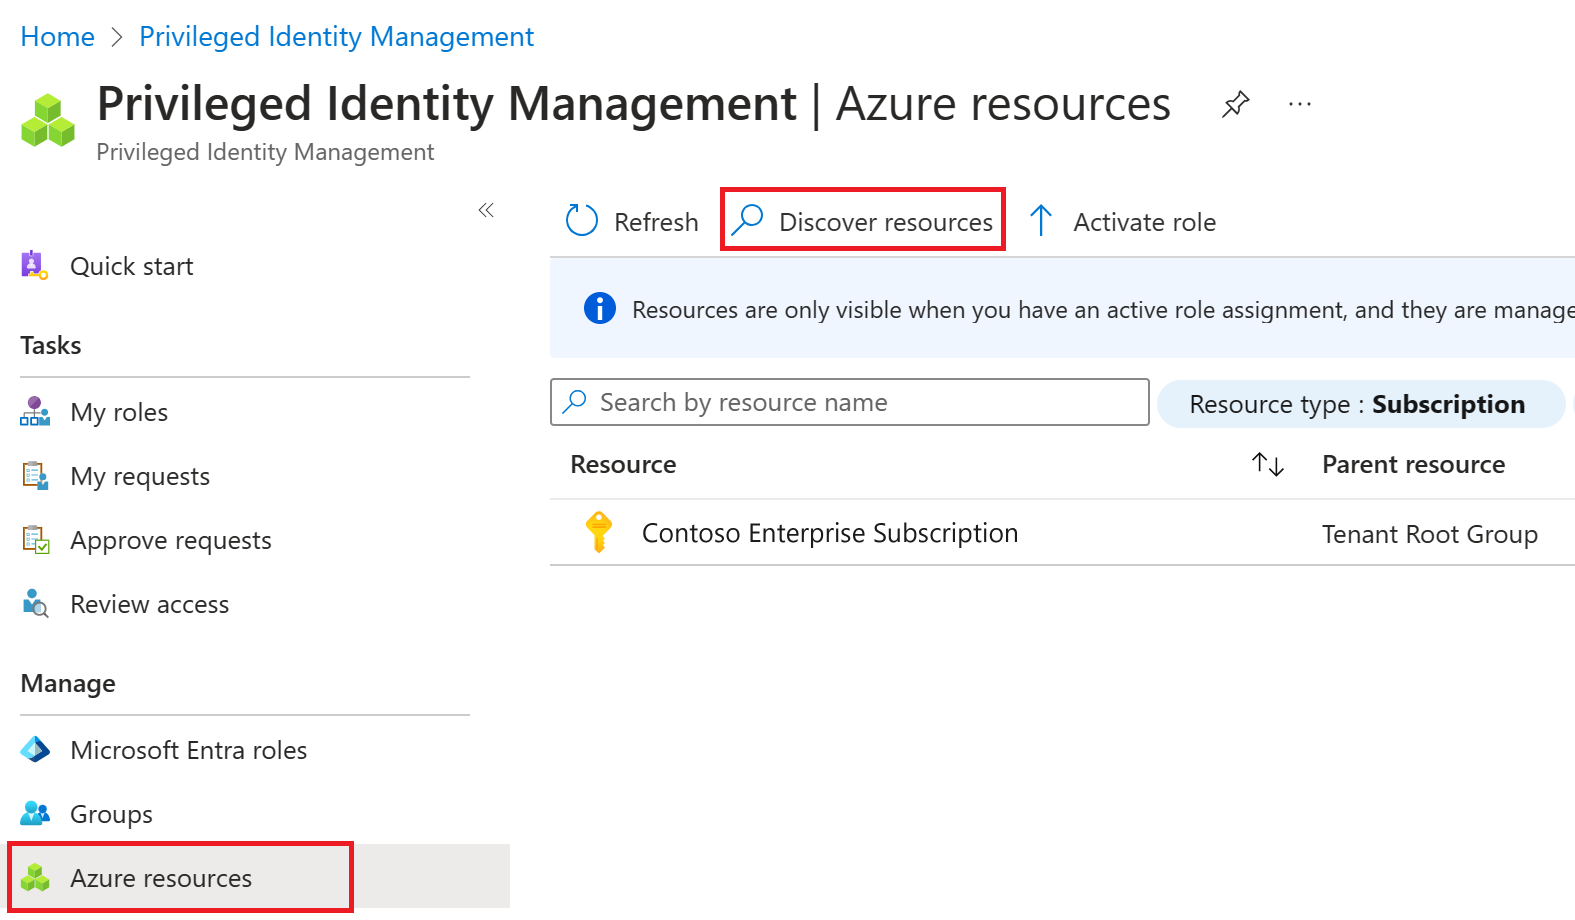 Home > Privileged Identity Management
Privileged Identity Management | Azure resources
Privileged Identity Management
Refresh Discover resources Activate role
Quick start
Resources are only visible when you have an active role assignment, and they are manage
Tasks
My roles
My requests
Approve requests
Review access
Manage
Microsoft Entra roles
Groups
Azure resources
Search by resource name
Resource type : Subscription
Resource Parent resource
Contoso Enterprise Subscription Tenant Root Group